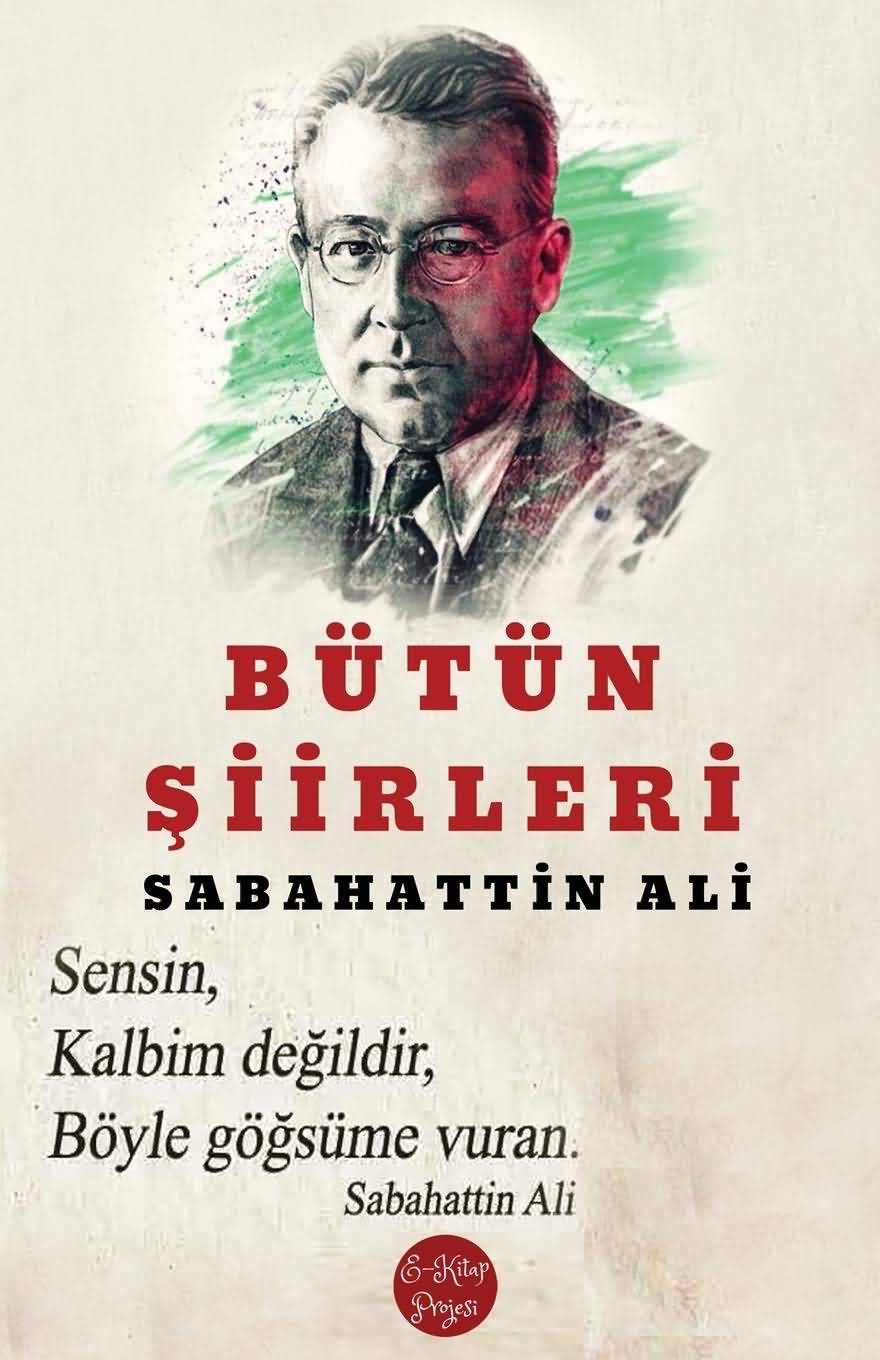 BÜTÜN
ŞİİRLERİ
SABAHATTİN ALİ
Sensin,
Kalbim değildir,
Böyle göğsüme vuran.
Sabahattin Ali
E-Kitap
Projesi